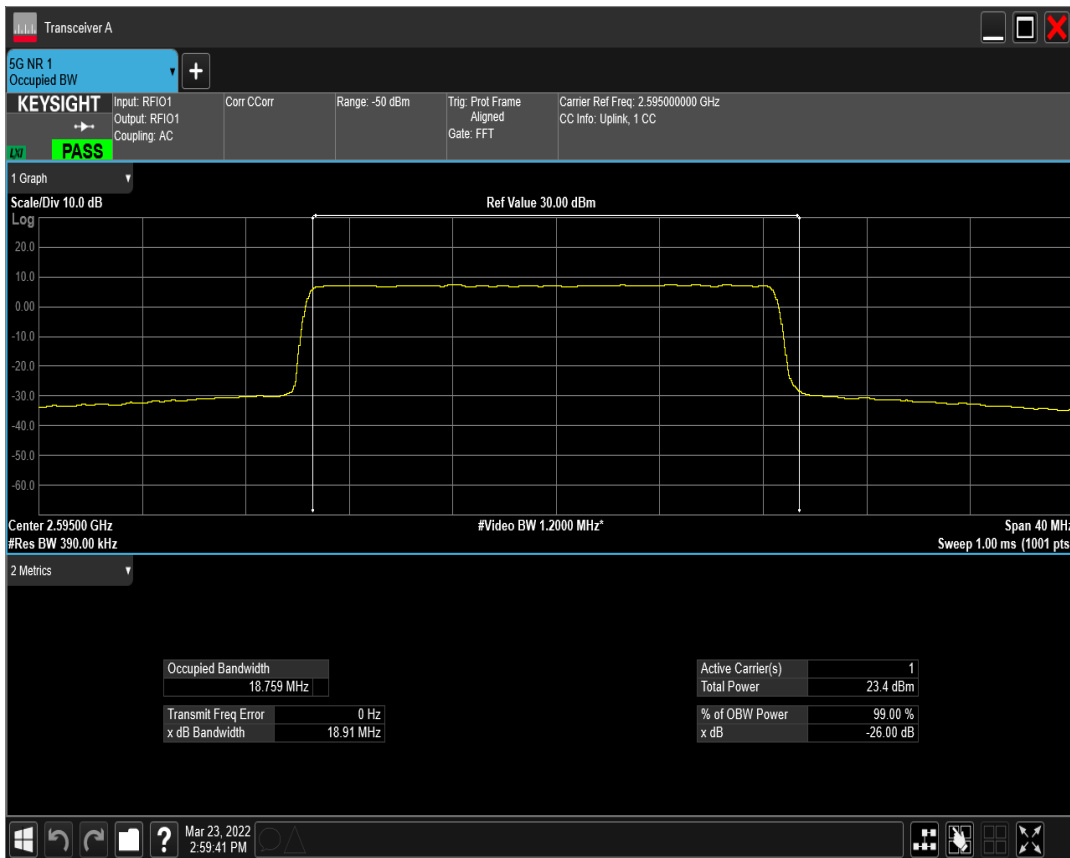 Transceiver A
5G NR 1
Occupied BW
KEYSIGHT
LXI
PASS
Input: RFIO1
Output: RFIO1
Coupling: AC
Corr CCorr
Range: -50 dBm
Trig: Prot Frame
Aligned
Gate: FFT
Carrier Ref Freq: 2.595000000 GHz
CC Info: Uplink, 1 CC
1 Graph
Scale/Div 10.0 dB
Ref Value 30.00 dBm
Log
20.0
10.0
0.00
-10.0
-20.0
-30.0
-40.0
-50.0
-60.0
Center 2.59500 GHz
#Video BW 1.2000 MHz*
Span 40 MHz
#Res BW 390.00 kHz
Sweep 1.00 ms (1001 pts
2 Metrics
Occupied Bandwidth
18.759 MHz
Transmit Freq Error 0 Hz
x dB Bandwidth 18.91 MHz
Active Carrier(s) 1
Total Power 23.4 dBm
% of OBW Power 99.00 %
x dB -26.00 dB
?
Mar 23, 2022
2:59:41 PM